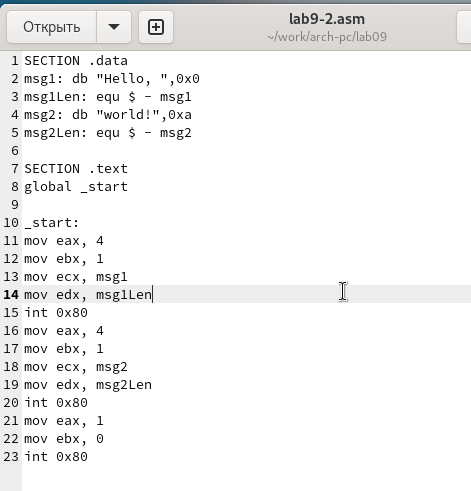 Открыть
lab9-2.asm
~/work/arch-pc/lab09
1 SECTION .data
2 msg1: db "Hello, ",0x0
3 msg1Len: equ $ - msg1
4 msg2: db "world!",0xa
5 msg2Len: equ $ - msg2
6
7 SECTION .text
8 global _start
9
10 _start:
11 mov eax, 4
12 mov ebx, 1
13 mov ecx, msg1
14 mov edx, msg1Len
15 int 0x80
16 mov eax, 4
17 mov ebx, 1
18 mov ecx, msg2
19 mov edx, msg2Len
20 int 0x80
21 mov eax, 1
22 mov ebx, 0
23 int 0x80